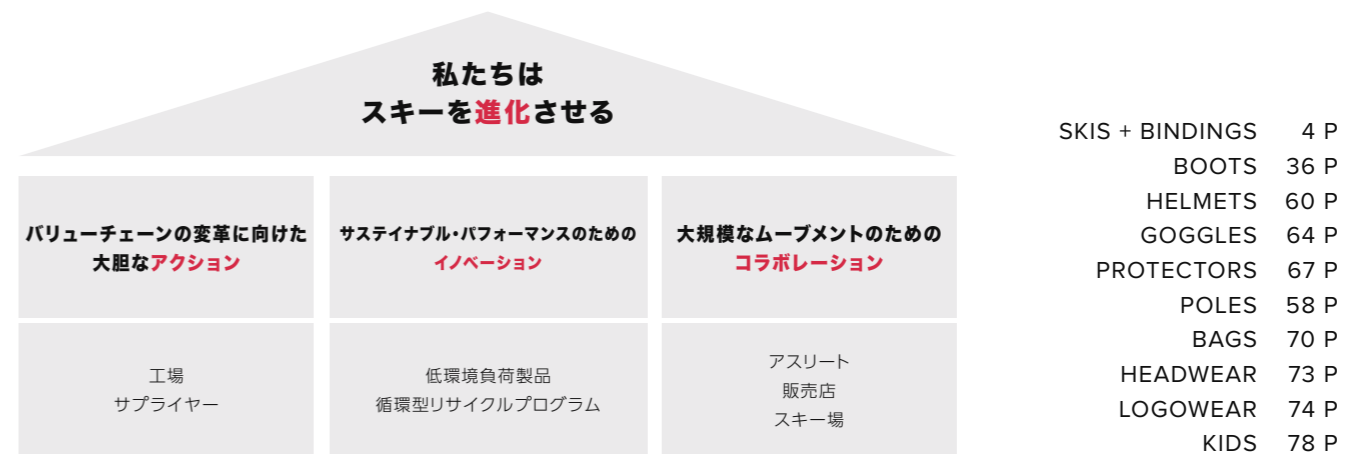 私たちは
スキーを進化させる
バリューチェーンの変革に向けた
大胆なアクション
サステイナブル・パフォーマンスのための
イノベーション
大規模なムーブメントのための
コラボレーション
工場
サプライヤー
低環境負荷製品
循環型リサイクルプログラム
アスリート
販売店
スキー場
SKIS + BINDINGS 4 P
BOOTS 36 P
HELMETS 60 P
GOGGLES 64 P
PROTECTORS 67 P
POLES 58 P
BAGS 70 P
HEADWEAR 73 P
LOGOWEAR 74 P
KIDS 78 P